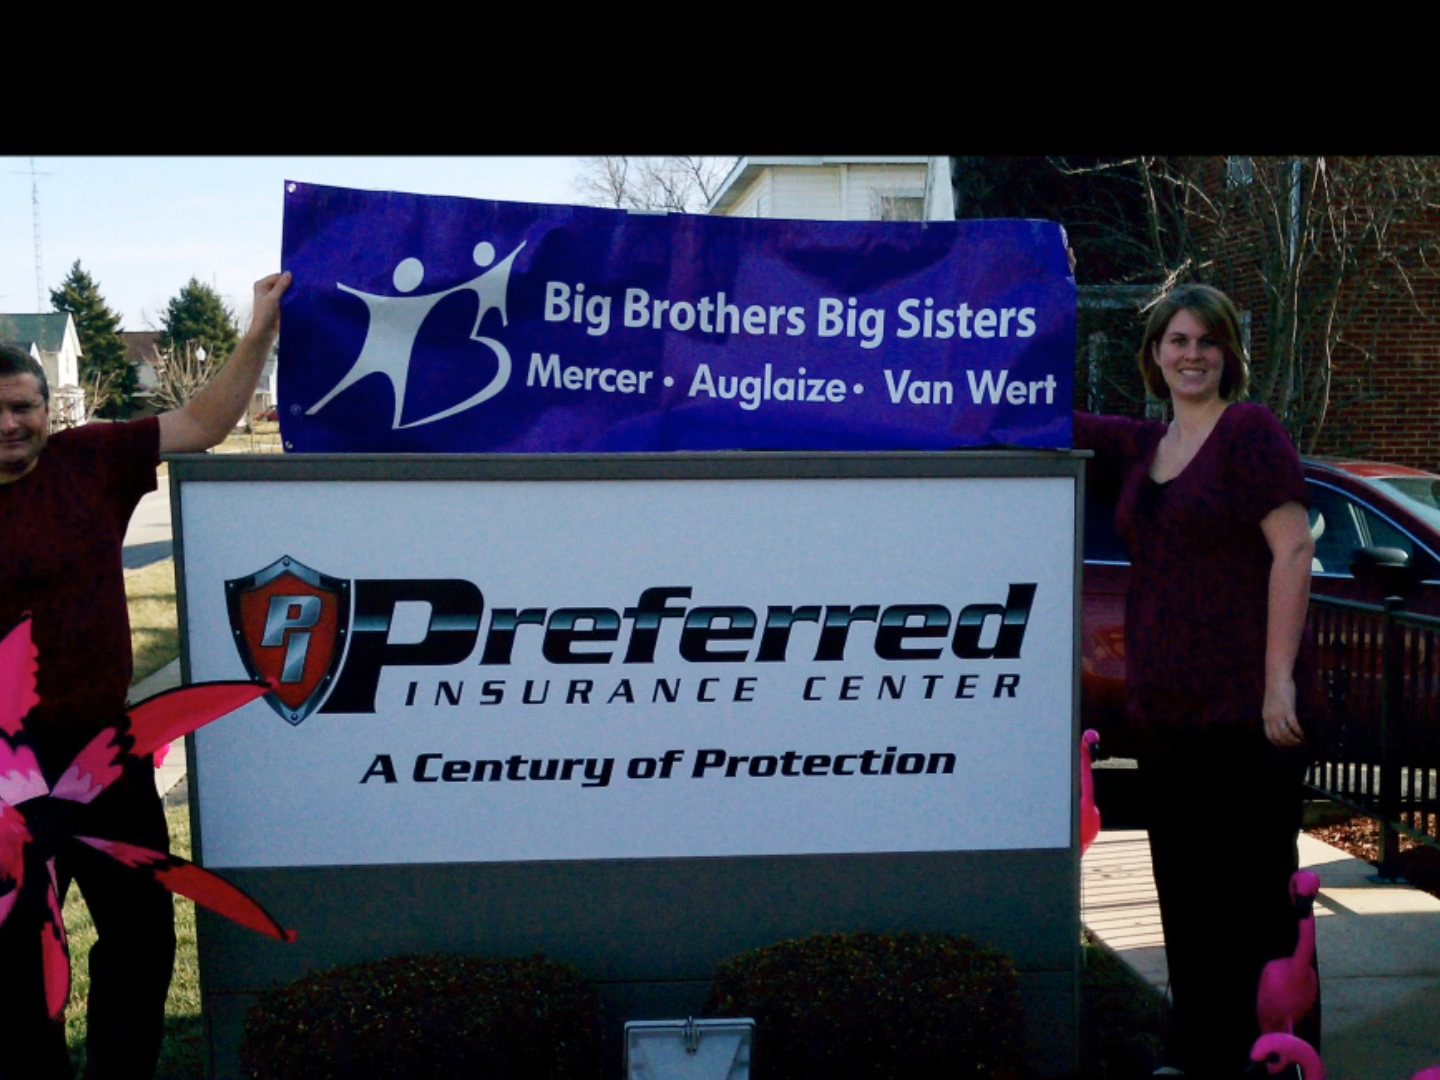 Big Brothers Big Sisters
Mercer · Auglaize · Van Wert
PI
Preferred
INSURANCE CENTER
A Century of Protection